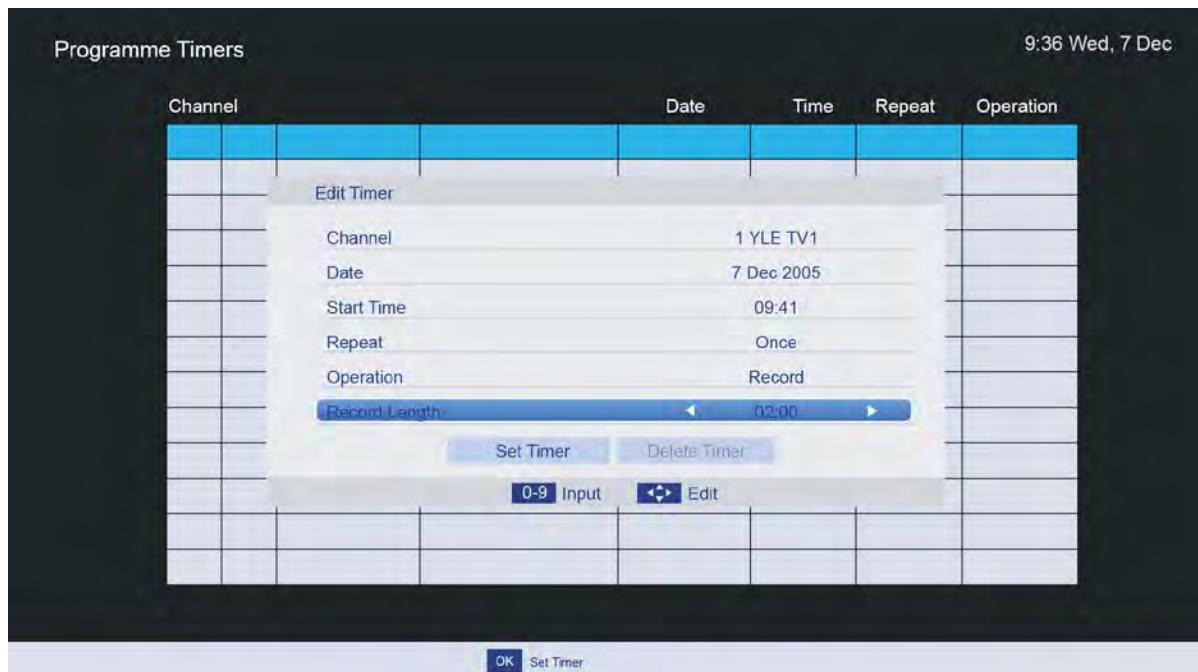 Programme Timers 9:36 Wed, 7 Dec
Channel Date Time Repeat Operation
Edit Timer
Channel 1 YLE TV1
Date 7 Dec 2005
Start Time 09:41
Repeat Once
Operation Record
Record Length 02:00
Set Timer Delete Timer
0-9 Input Edit
OK Set Timer